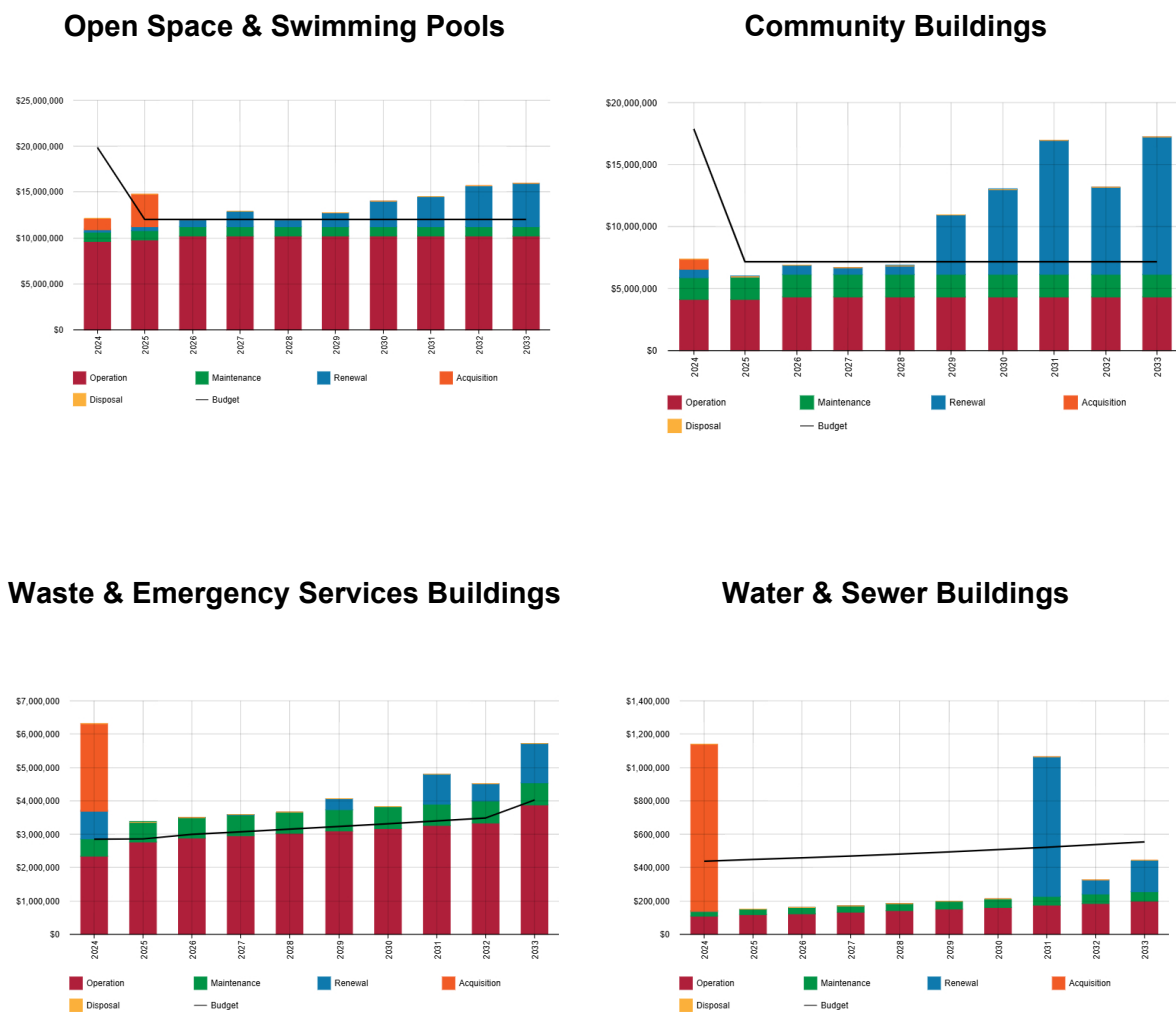 Open Space & Swimming Pools
$25,000,000
$20,000,000
$15,000,000
$10,000,000
$5,000,000
$0
2024 2025 2026 2027 2028 2029 2030 2031 2032 2033
Operation Maintenance Renewal Acquisition
Disposal Budget
Community Buildings
$20,000,000
$15,000,000
$10,000,000
$5,000,000
$0
2024 2025 2026 2027 2028 2029 2030 2031 2032 2033
Operation Maintenance Renewal Acquisition
Disposal Budget
Waste & Emergency Services Buildings
$7,000,000
$6,000,000
$5,000,000
$4,000,000
$3,000,000
$2,000,000
$1,000,000
$0
2024 2025 2026 2027 2028 2029 2030 2031 2032 2033
Operation Maintenance Renewal Acquisition
Disposal Budget
Water & Sewer Buildings
$1,400,000
$1,200,000
$1,000,000
$800,000
$600,000
$400,000
$200,000
$0
2024 2025 2026 2027 2028 2029 2030 2031 2032 2033
Operation Maintenance Renewal Acquisition
Disposal Budget